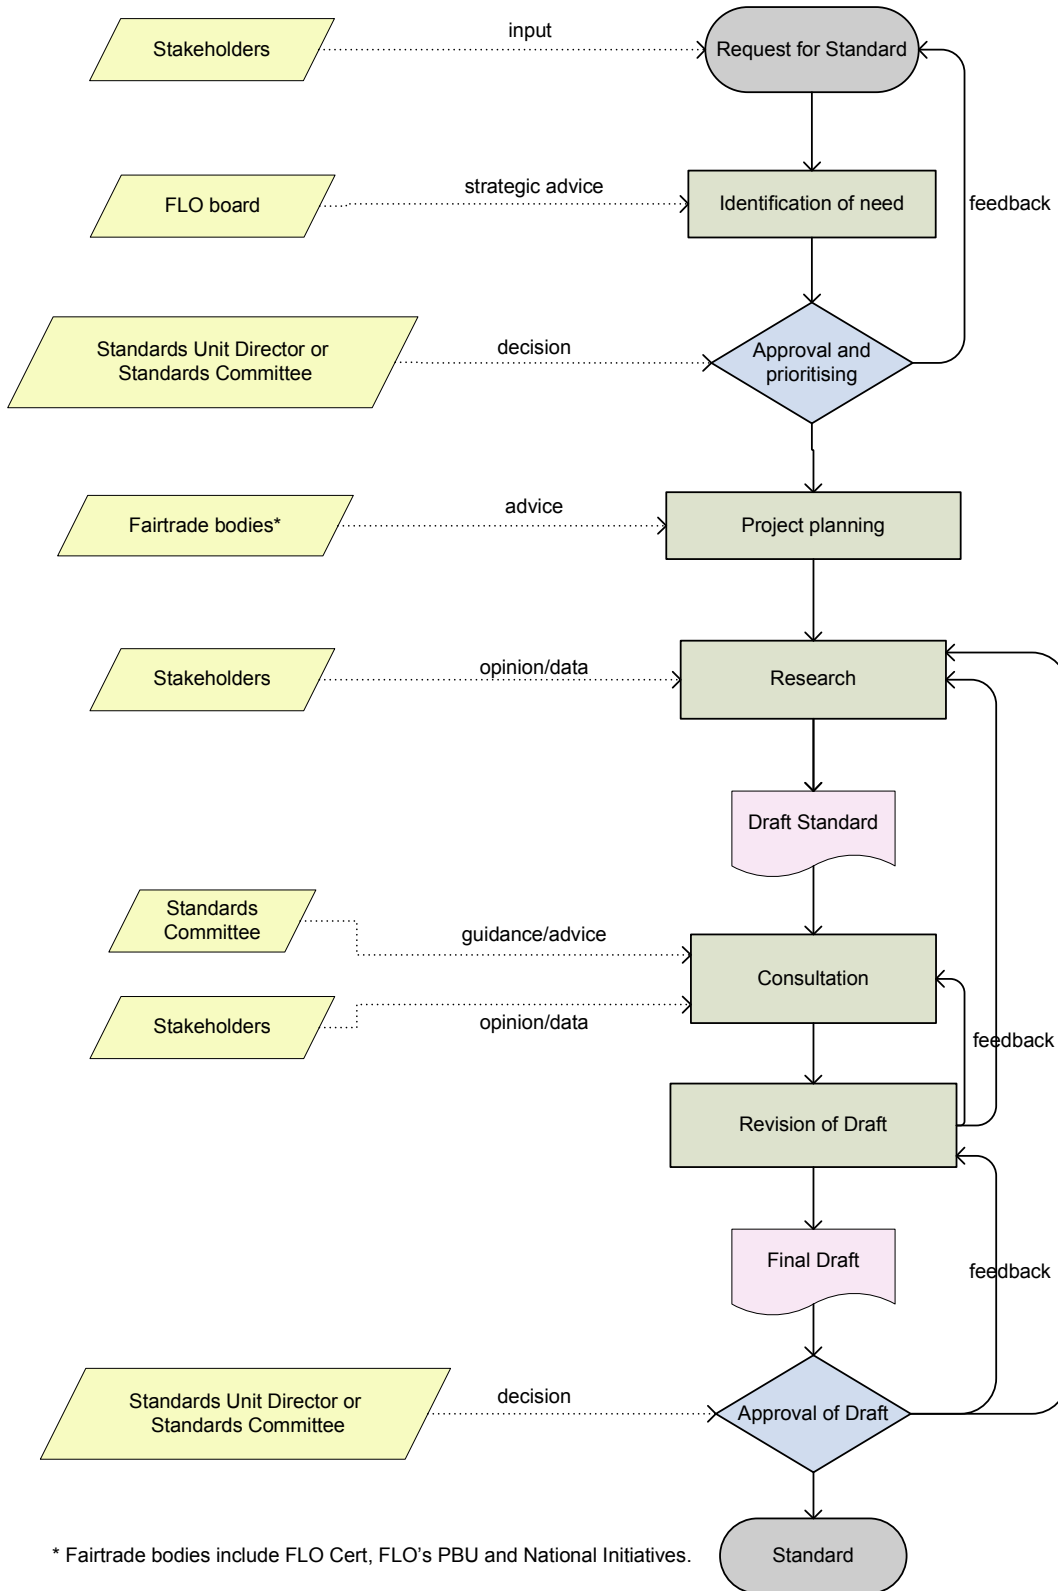 Stakeholders
input
Request for Standard
FLO board
strategic advice
Identification of need
feedback
Standards Unit Director or
Standards Committee
decision
Approval and
prioritising
Fairtrade bodies*
advice
Project planning
Stakeholders
opinion/data
Research
Draft Standard
Standards
Committee
guidance/advice
Consultation
Stakeholders
opinion/data
feedback
Revision of Draft
Final Draft
feedback
Standards Unit Director or
Standards Committee
decision
Approval of Draft
* Fairtrade bodies include FLO Cert, FLO's PBU and National Initiatives.
Standard